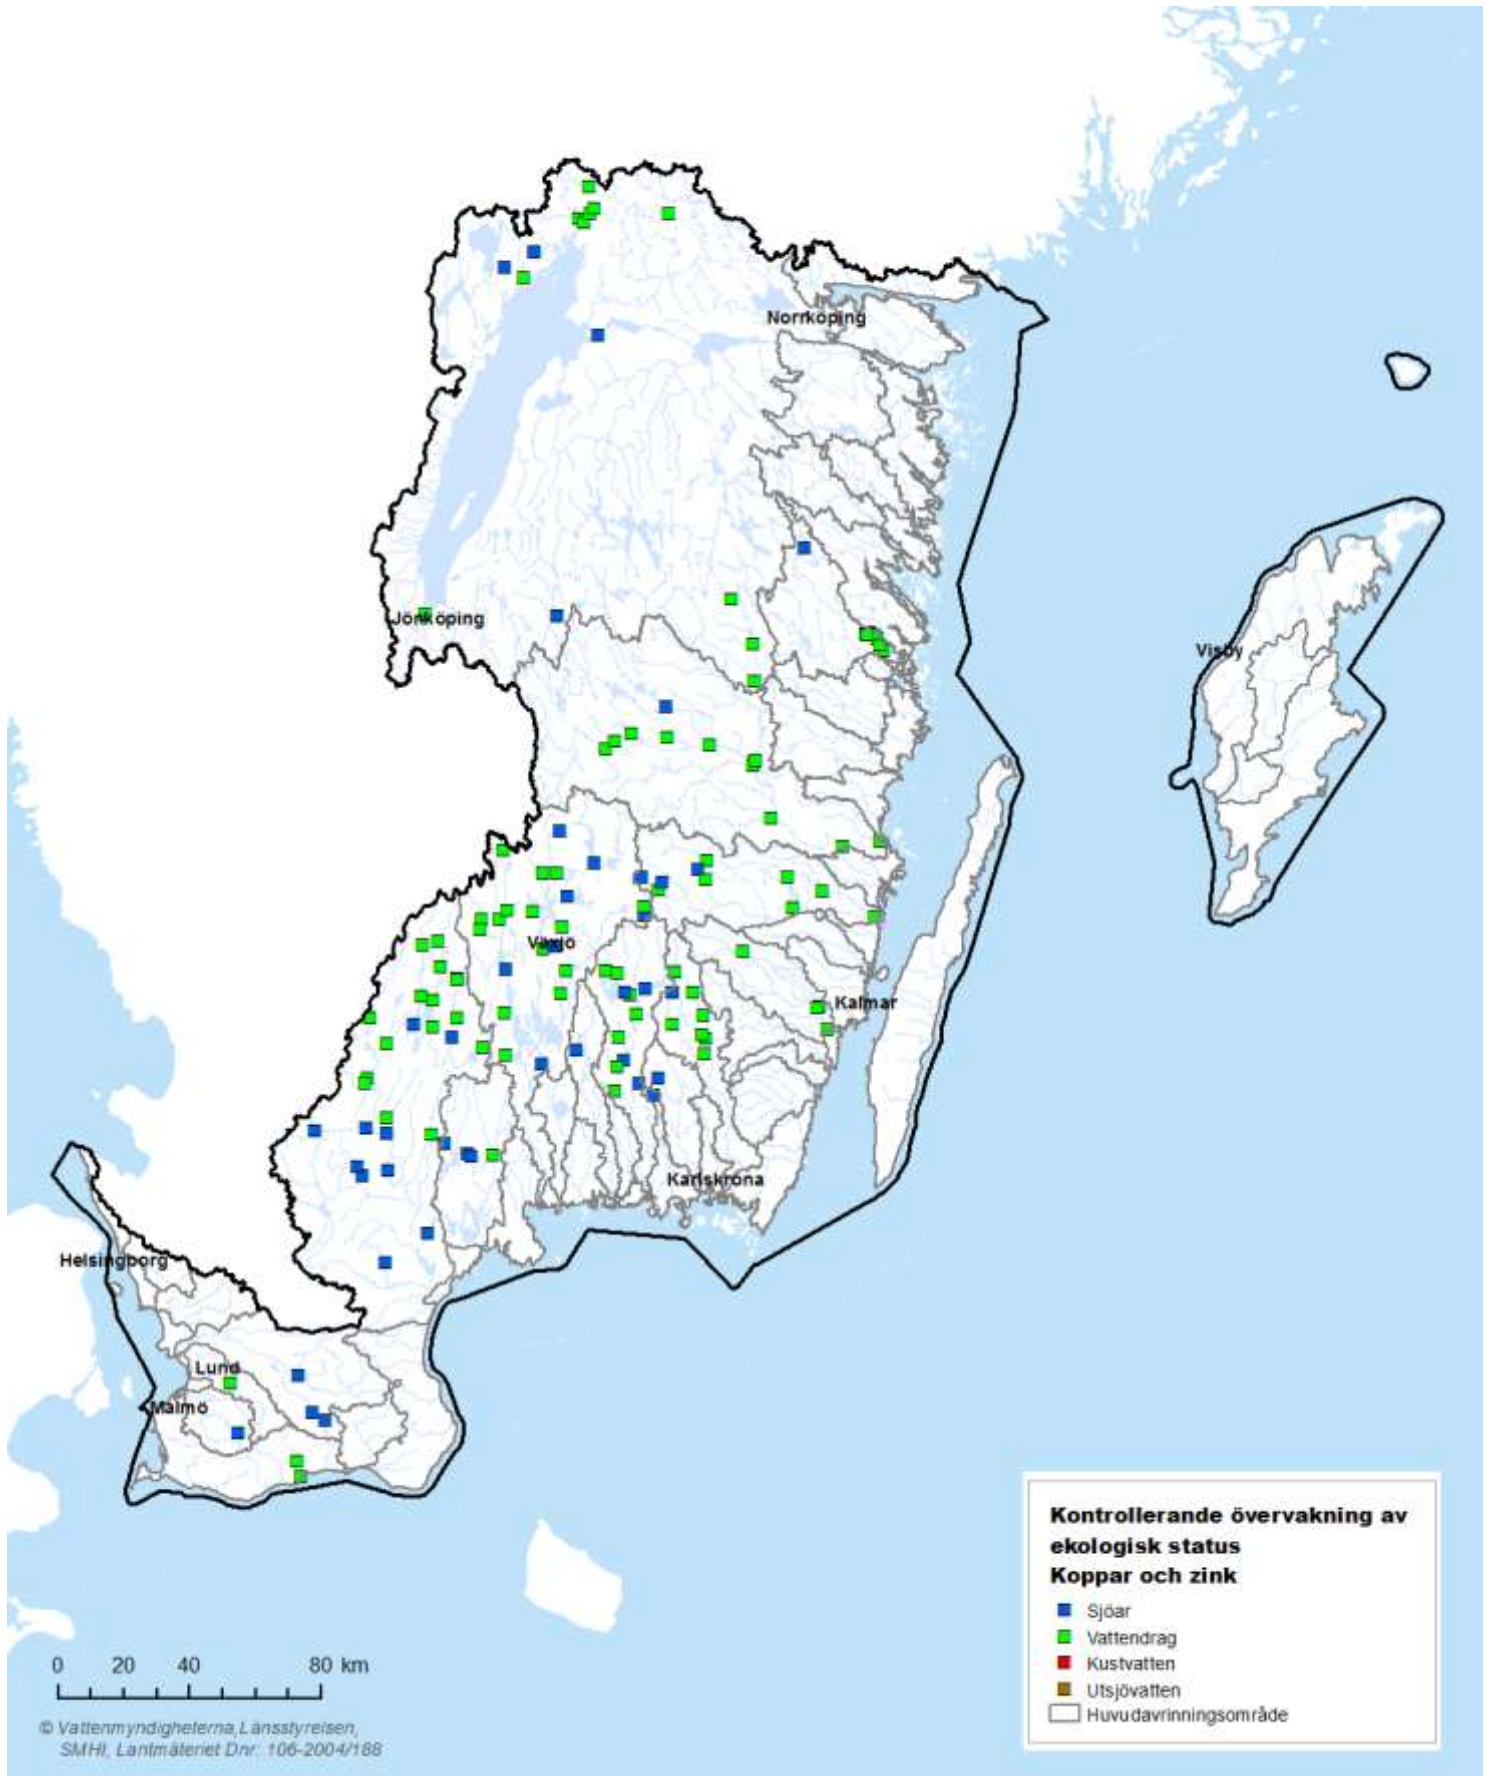 Norrköping
Jönköping
Visby
Växjö
Kalmar
Karlskrona
Helsingborg
Lund
Malmö
Kontrollerande övervakning av
ekologisk status
Koppar och zink
Sjöar
Vattendrag
Kustvatten
Utsjövatten
Huvudavrinningsområde
0 20 40 80 km
© Vattenmyndigheterna,Länsstyrelsen,
SMHI, Lantmäteriet Dnr: 106-2004/188